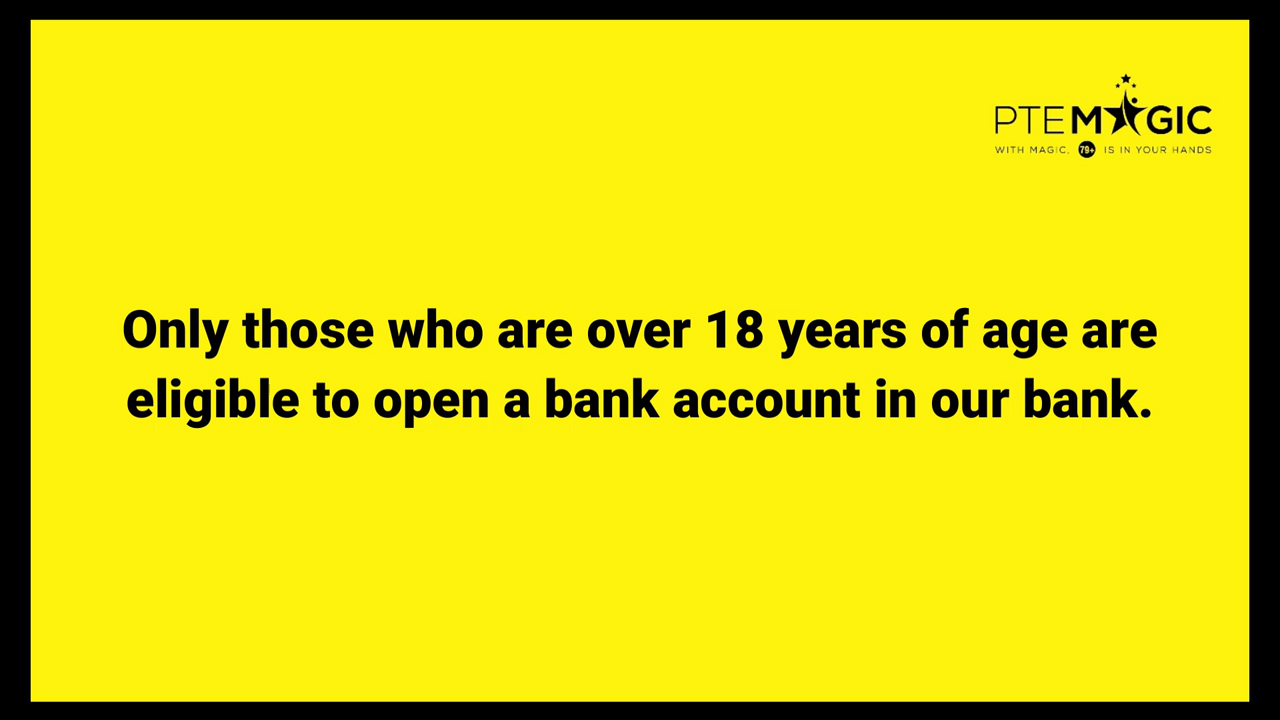 PTEMAGIC
WITH MAGIC, 79+ IS IN YOUR HANDS
Only those who are over 18 years of age are
eligible to open a bank account in our bank.